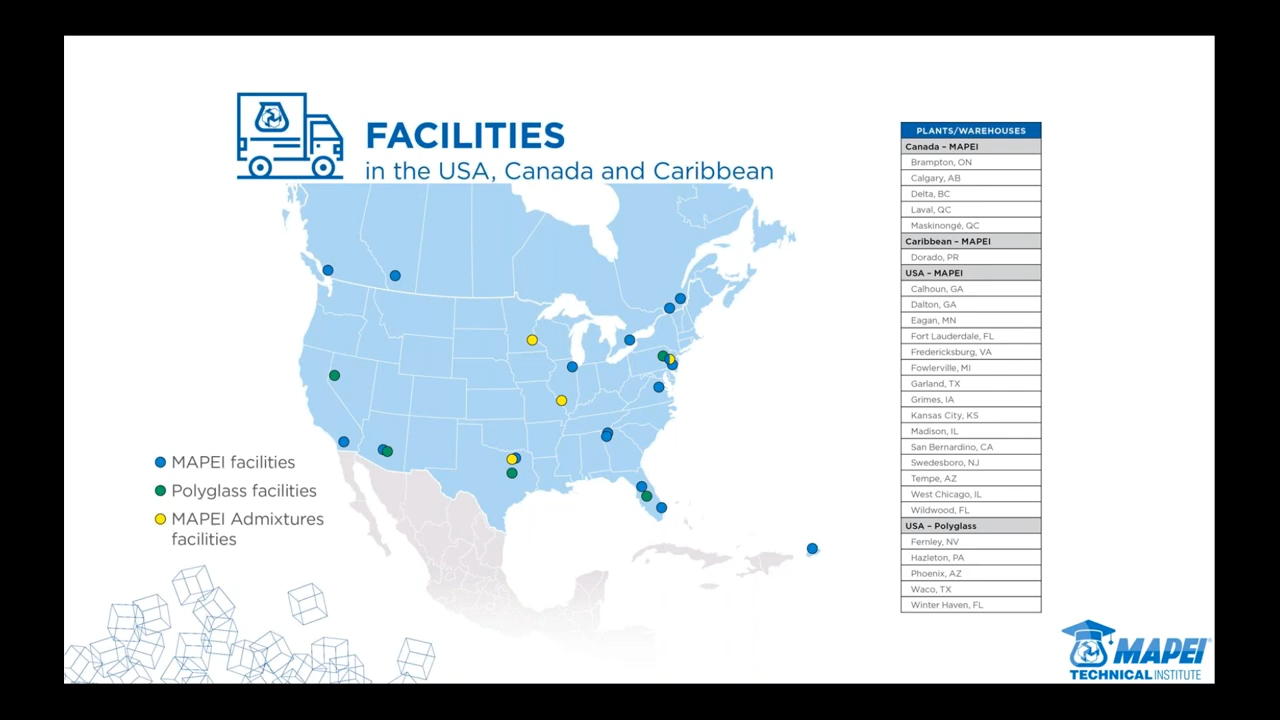 FACILITIES
in the USA, Canada and Caribbean
MAPEI facilities
Polyglass facilities
MAPEI Admixtures
facilities
PLANTS/WAREHOUSES
Canada – MAPEI
Brampton, ON
Calgary, AB
Delta, BC
Laval, QC
Maskinongé, QC
Caribbean – MAPEI
Dorado, PR
USA – MAPEI
Calhoun, GA
Dalton, GA
Eagan, MN
Fort Lauderdale, FL
Fredericksburg, VA
Fowlerville, MI
Garland, TX
Grimes, IA
Kansas City, KS
Madison, IL
San Bernardino, CA
Swedesboro, NJ
Tempe, AZ
West Chicago, IL
Wildwood, FL
USA – Polyglass
Fernley, NV
Hazleton, PA
Phoenix, AZ
Waco, TX
Winter Haven, FL
MAPEI®
TECHNICAL INSTITUTE